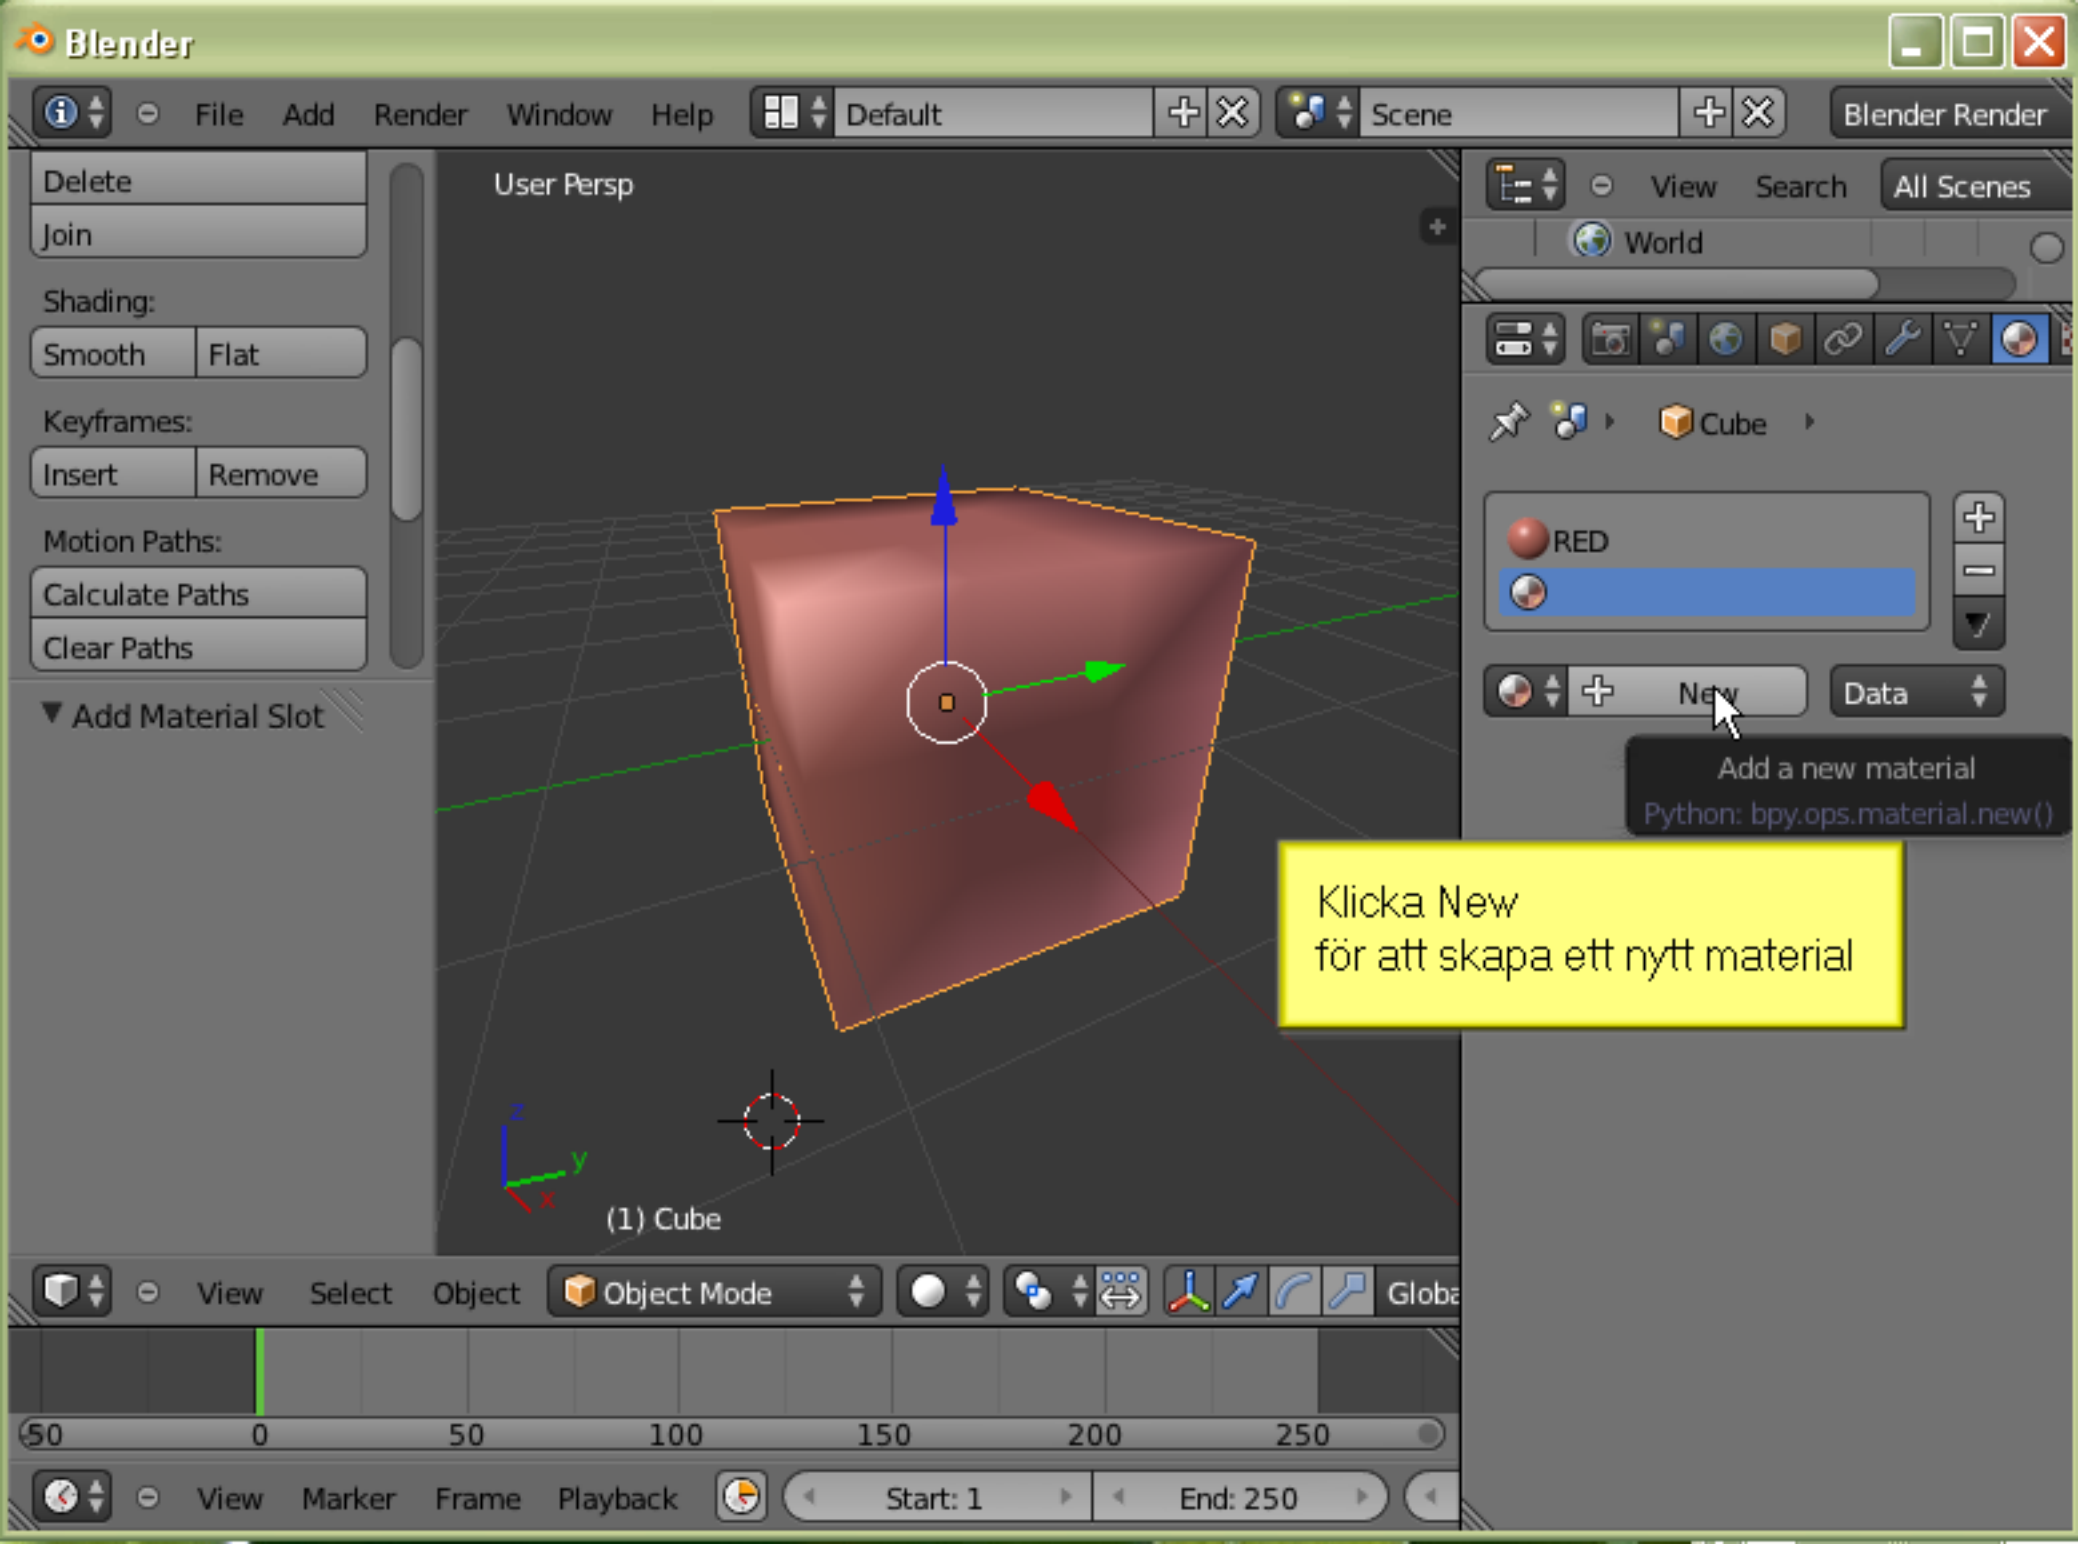 Blender
File Add Render Window Help Default Scene Blender Render
Delete
Join
Shading:
Smooth Flat
Keyframes:
Insert Remove
Motion Paths:
Calculate Paths
Clear Paths
Add Material Slot
User Persp
z
y
x
(1) Cube
View Search All Scenes
World
Cube
RED
New Data
Add a new material
Python: bpy.ops.material.new()
Klicka New
för att skapa ett nytt material
View Select Object Object Mode Globa
-50 0 50 100 150 200 250
View Marker Frame Playback Start: 1 End: 250